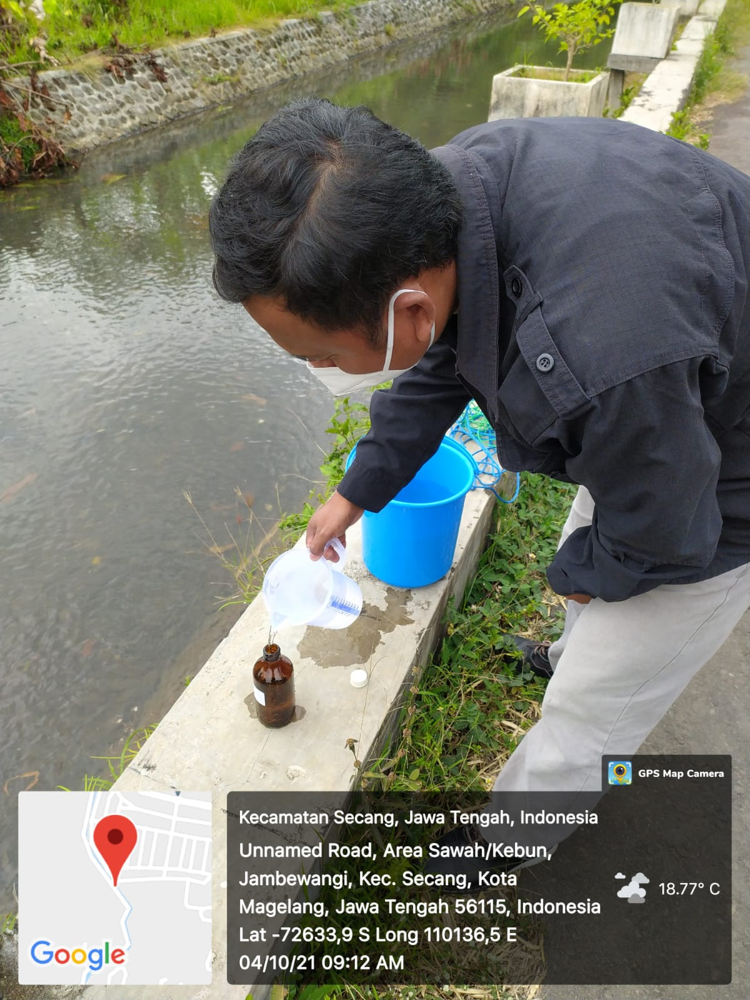 GPS Map Camera
Kecamatan Secang, Jawa Tengah, Indonesia
Unnamed Road, Area Sawah/Kebun,
Jambewangi, Kec. Secang, Kota
Magelang, Jawa Tengah 56115, Indonesia
Lat -72633,9 S Long 110136,5 E
04/10/21 09:12 AM
18.77° C
Google